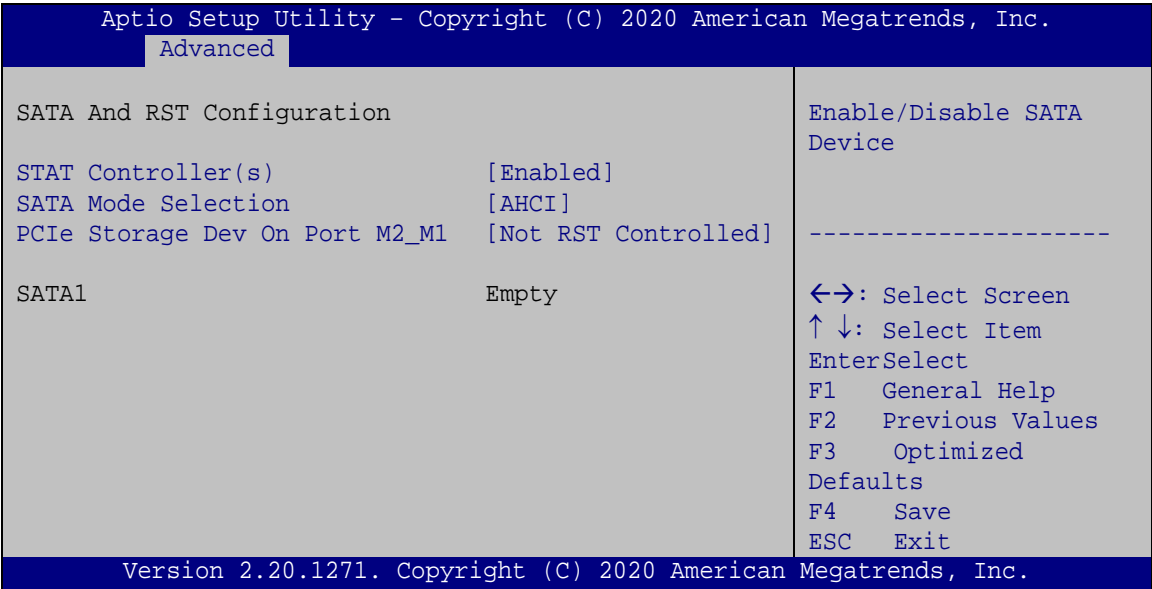 Aptio Setup Utility – Copyright (C) 2020 American Megatrends, Inc.
Advanced
SATA And RST Configuration
STAT Controller(s) [Enabled]
SATA Mode Selection [AHCI]
PCIe Storage Dev On Port M2_M1 [Not RST Controlled]
SATA1 Empty
Enable/Disable SATA
Device
---------------------
←→: Select Screen
↑ ↓: Select Item
EnterSelect
F1 General Help
F2 Previous Values
F3 Optimized
Defaults
F4 Save
ESC Exit
Version 2.20.1271. Copyright (C) 2020 American Megatrends, Inc.